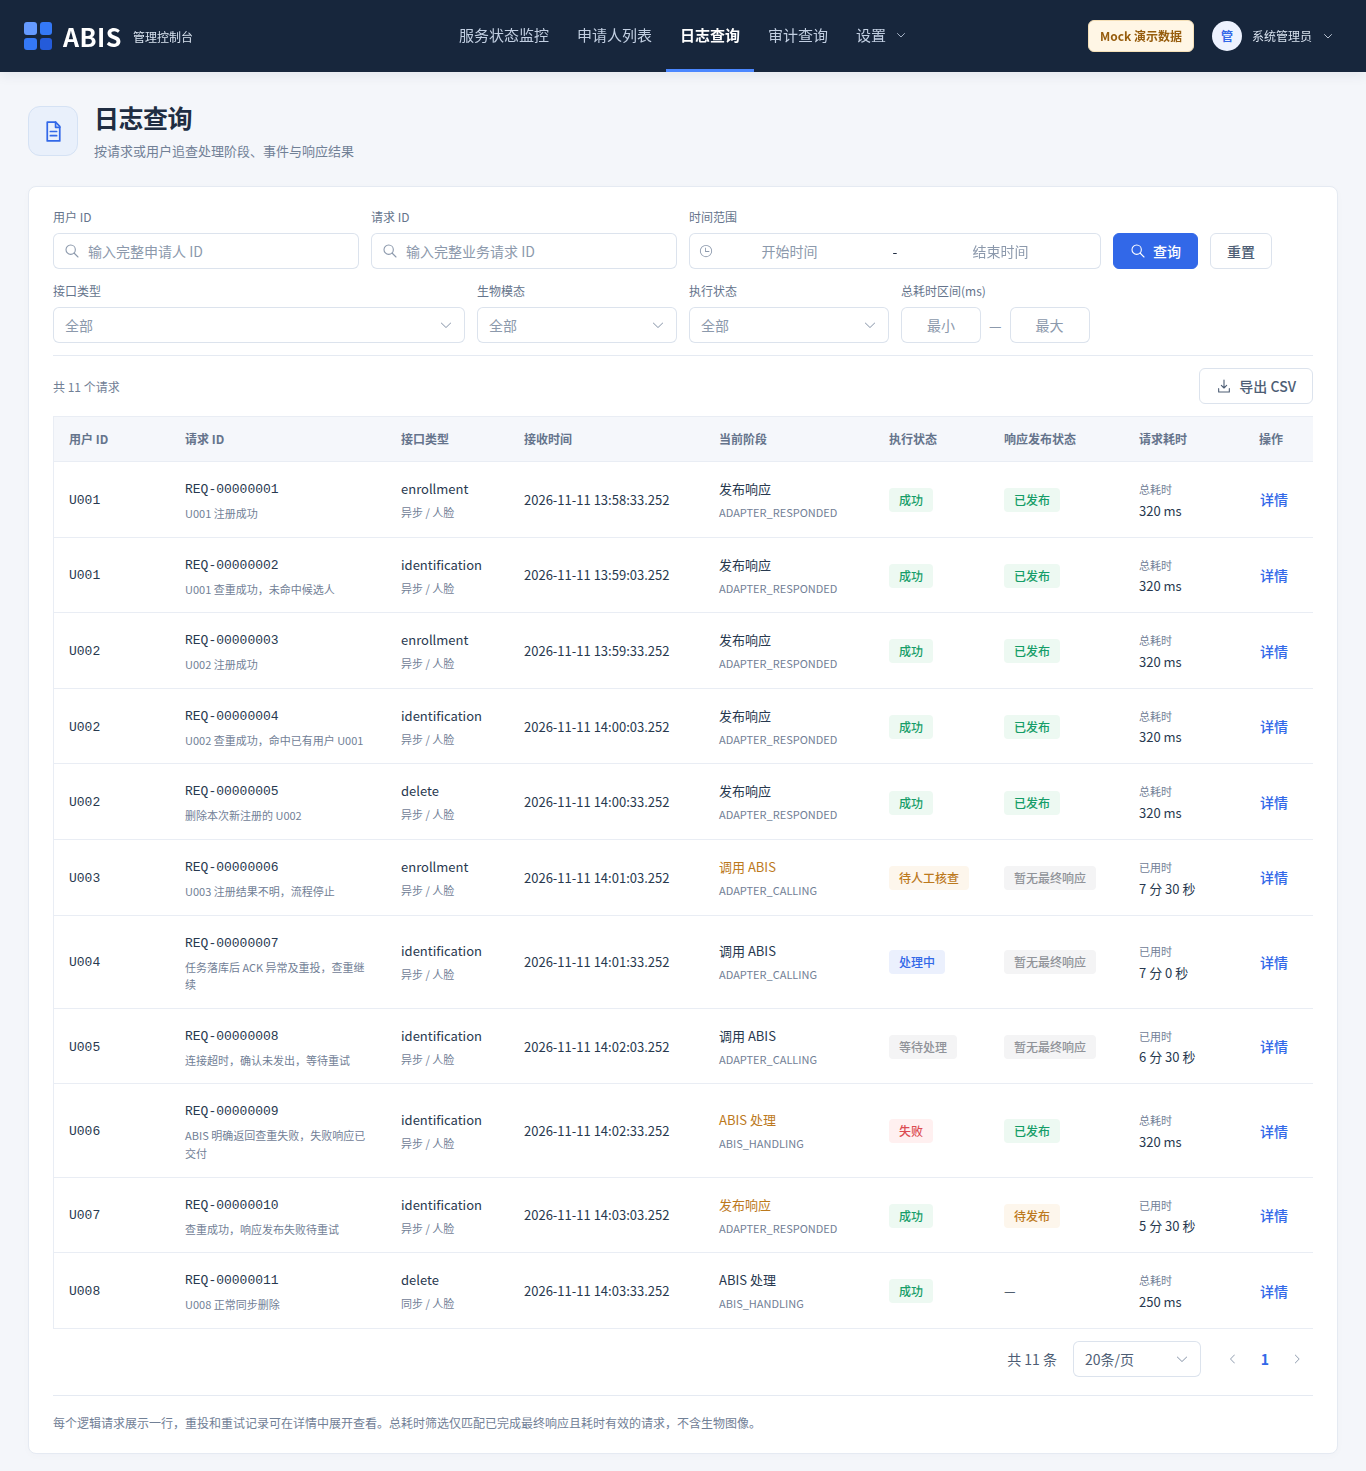 ABIS 管理控制台 服务状态监控 申请人列表 日志查询 审计查询 设置 Mock 演示数据 管 系统管理员
日志查询
按请求或用户追查处理阶段、事件与响应结果
用户 ID 请求 ID 时间范围
输入完整申请人 ID 输入完整业务请求 ID 开始时间 - 结束时间 查询 重置
接口类型 生物模态 执行状态 总耗时区间(ms)
全部 全部 全部 最小 — 最大
共 11 个请求 导出 CSV
用户 ID 请求 ID 接口类型 接收时间 当前阶段 执行状态 响应发布状态 请求耗时 操作
U001 REQ-00000001 enrollment 2026-11-11 13:58:33.252 发布响应 成功 已发布 总耗时 详情
U001 注册成功 异步 / 人脸 ADAPTER_RESPONDED 320 ms
U001 REQ-00000002 identification 2026-11-11 13:59:03.252 发布响应 成功 已发布 总耗时 详情
U001 查重成功，未命中候选人 异步 / 人脸 ADAPTER_RESPONDED 320 ms
U002 REQ-00000003 enrollment 2026-11-11 13:59:33.252 发布响应 成功 已发布 总耗时 详情
U002 注册成功 异步 / 人脸 ADAPTER_RESPONDED 320 ms
U002 REQ-00000004 identification 2026-11-11 14:00:03.252 发布响应 成功 已发布 总耗时 详情
U002 查重成功，命中已有用户 U001 异步 / 人脸 ADAPTER_RESPONDED 320 ms
U002 REQ-00000005 delete 2026-11-11 14:00:33.252 发布响应 成功 已发布 总耗时 详情
删除本次新注册的 U002 异步 / 人脸 ADAPTER_RESPONDED 320 ms
U003 REQ-00000006 enrollment 2026-11-11 14:01:03.252 调用 ABIS 待人工核查 暂无最终响应 已用时 详情
U003 注册结果不明，流程停止 异步 / 人脸 ADAPTER_CALLING 7 分 30 秒
U004 REQ-00000007 identification 2026-11-11 14:01:33.252 调用 ABIS 处理中 暂无最终响应 已用时 详情
任务落库后 ACK 异常及重投，查重继 异步 / 人脸 ADAPTER_CALLING 7 分 0 秒
续
U005 REQ-00000008 identification 2026-11-11 14:02:03.252 调用 ABIS 等待处理 暂无最终响应 已用时 详情
连接超时，确认未发出，等待重试 异步 / 人脸 ADAPTER_CALLING 6 分 30 秒
U006 REQ-00000009 identification 2026-11-11 14:02:33.252 ABIS 处理 失败 已发布 总耗时 详情
ABIS 明确返回查重失败，失败响应已 异步 / 人脸 ABIS_HANDLING 320 ms
交付
U007 REQ-00000010 identification 2026-11-11 14:03:03.252 发布响应 成功 待发布 已用时 详情
查重成功，响应发布失败待重试 异步 / 人脸 ADAPTER_RESPONDED 5 分 30 秒
U008 REQ-00000011 delete 2026-11-11 14:03:33.252 ABIS 处理 成功 — 总耗时 详情
U008 正常同步删除 同步 / 人脸 ABIS_HANDLING 250 ms
共 11 条 20条/页 1
每个逻辑请求展示一行，重投和重试记录可在详情中展开查看。总耗时筛选仅匹配已完成最终响应且耗时有效的请求，不含生物图像。